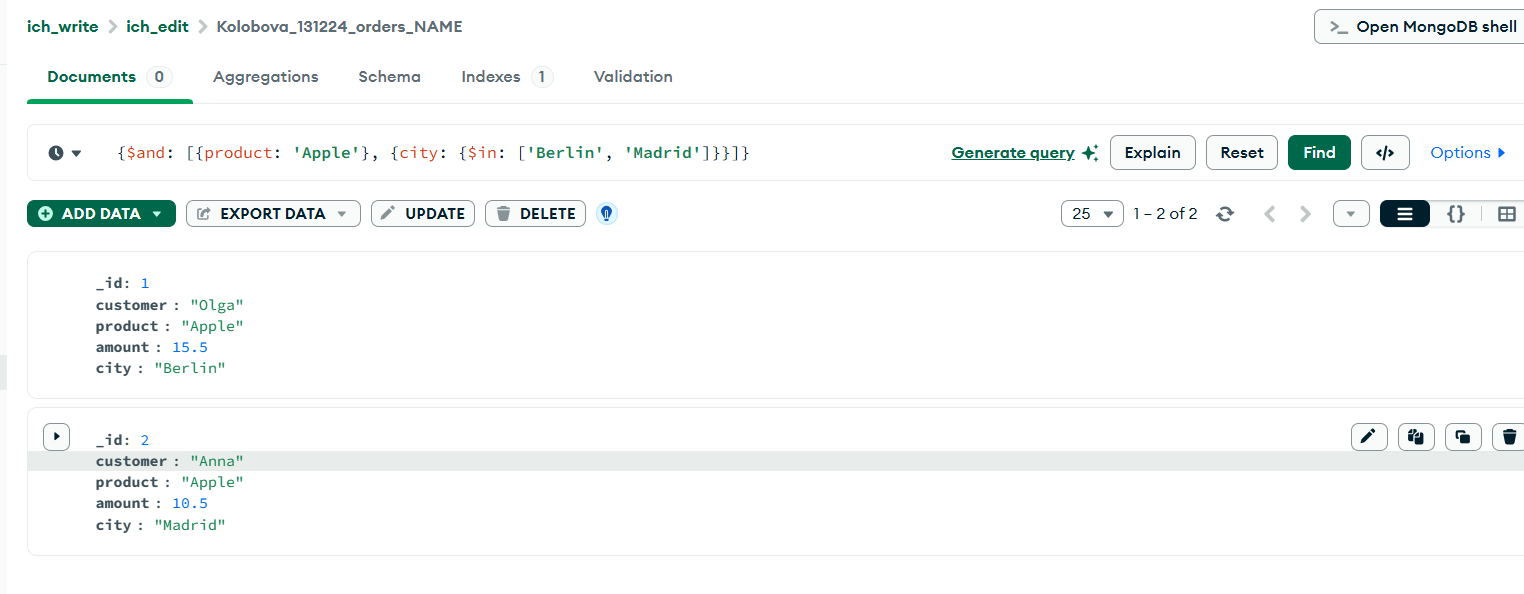 ich_write > ich_edit > Kolobova_131224_orders_NAME
>_ Open MongoDB shell
Documents 0 Aggregations Schema Indexes 1 Validation
{$and: [{product: 'Apple'}, {city: {$in: ['Berlin', 'Madrid']}}]}
Generate query Explain Reset Find </> Options
ADD DATA EXPORT DATA UPDATE DELETE
25 1 – 2 of 2 {}
_id: 1
customer : "Olga"
product : "Apple"
amount : 15.5
city : "Berlin"
_id: 2
customer : "Anna"
product : "Apple"
amount : 10.5
city : "Madrid"